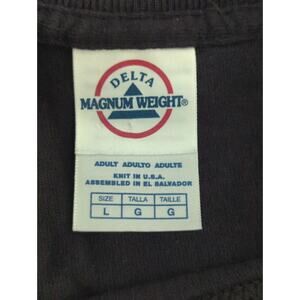 DELTA
MAGNUM WEIGHT®
ADULT ADULTO ADULTE
KNIT IN U.S.A.
ASSEMBLED IN EL SALVADOR
SIZE TALLA TAILLE
L G G